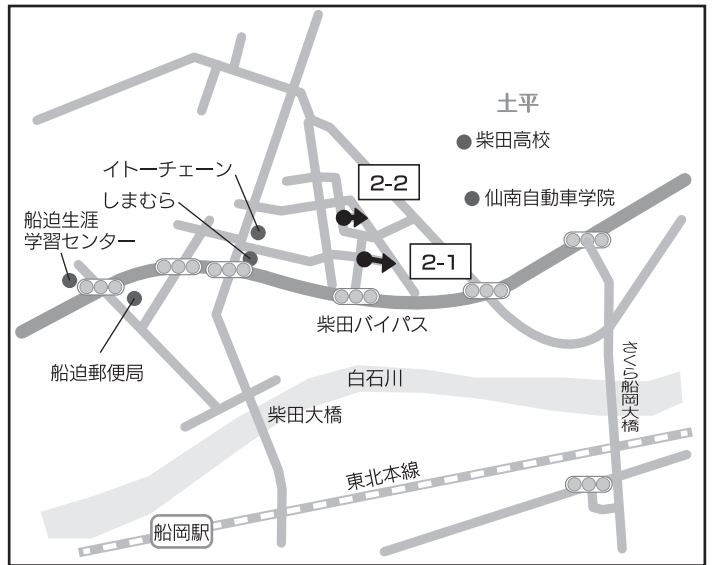 土平
柴田高校
イトーチェーン
2-2
しまむら
仙南自動車学院
船迫生涯
学習センター
2-1
柴田バイパス
さくら船岡大橋
船迫郵便局
白石川
柴田大橋
東北本線
船岡駅